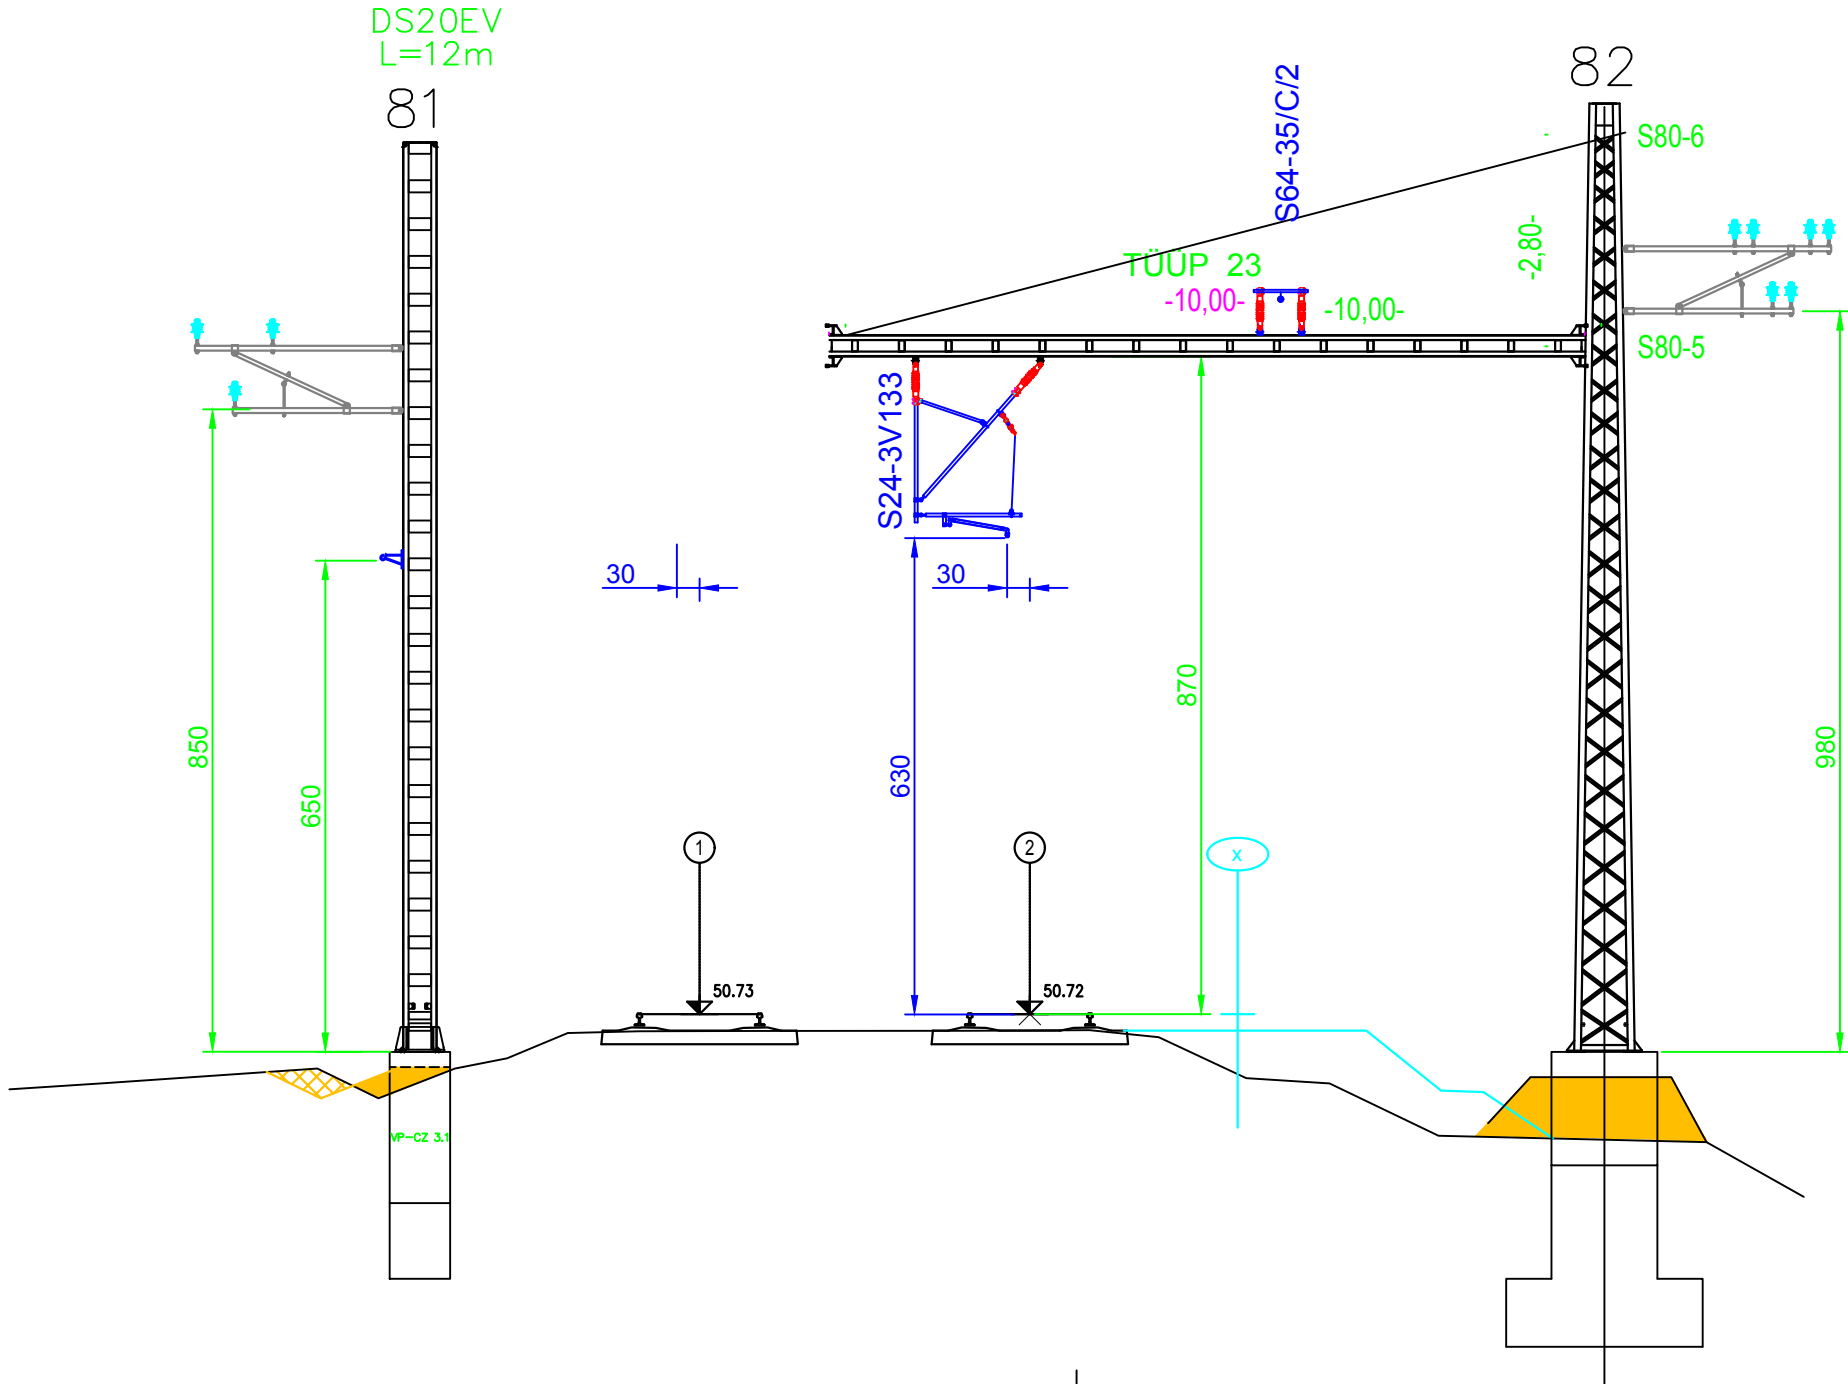 DS20EV
L=12m
81
82
S64-35/C/2
S80-6
-2,80-
TÜÜP 23
-10,00-
-10,00-
S80-5
S24-3V133
30
30
870
850
650
630
980
1
2
x
50.73
50.72
VP-CZ 3.1